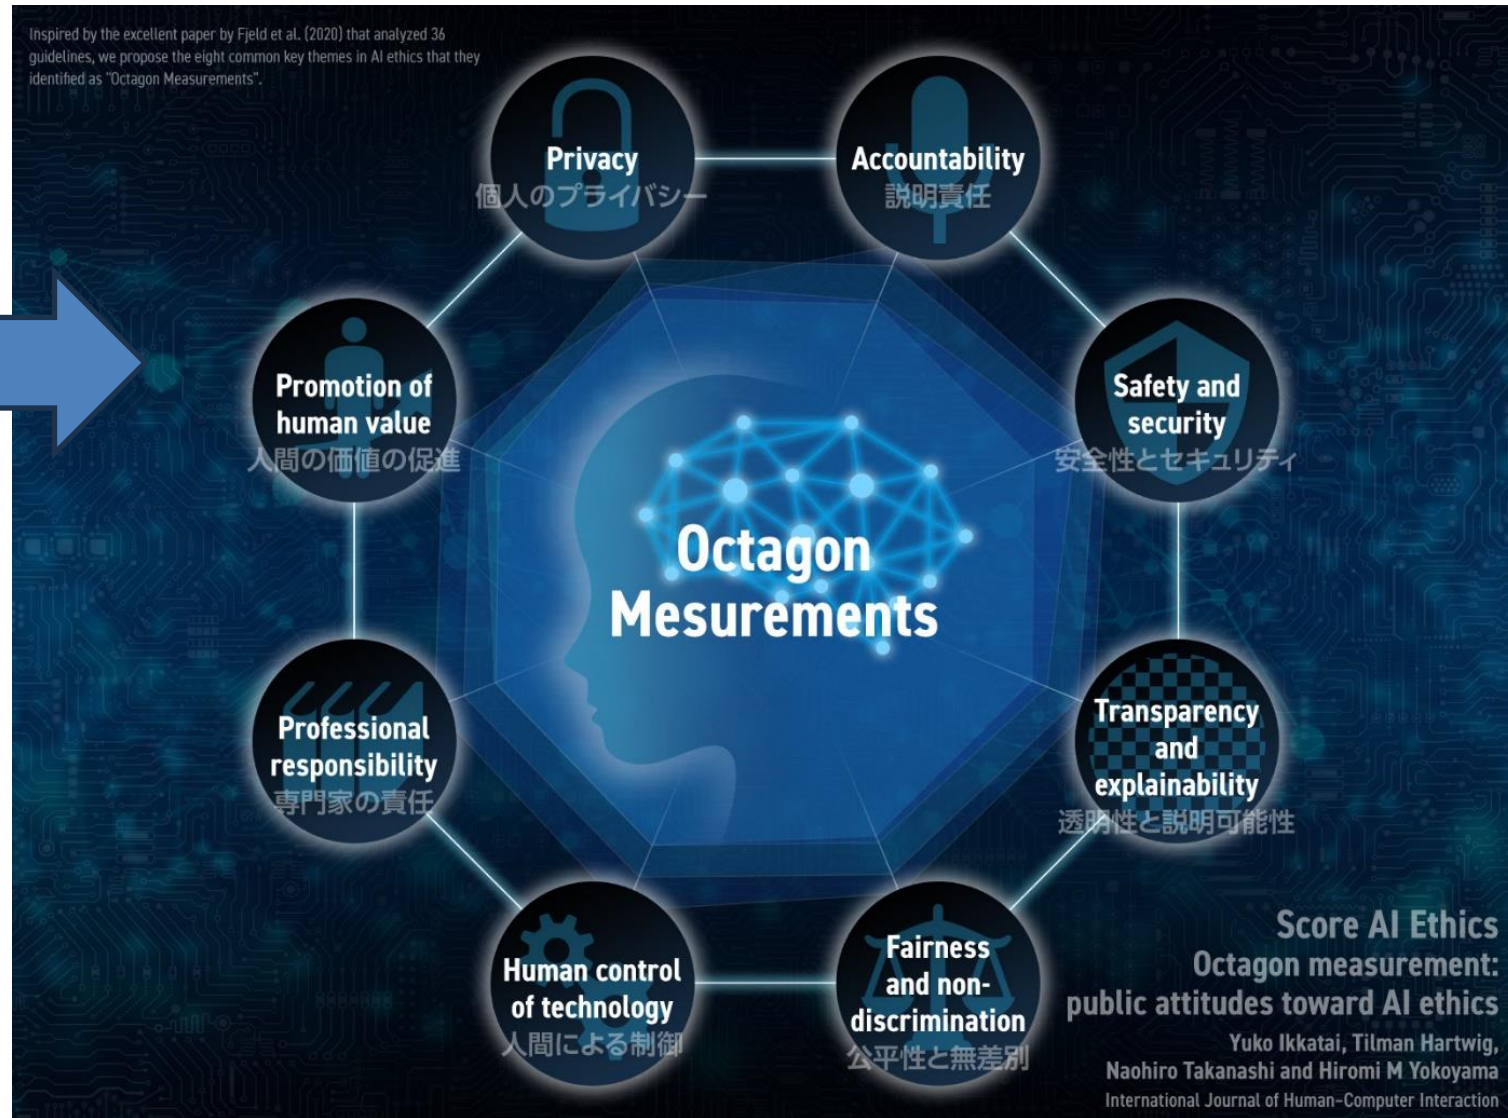 Inspired by the excellent paper by Fjeld et al. (2020) that analyzed 36
guidelines, we propose the eight common key themes in AI ethics that they
identified as "Octagon Measurements".
Privacy
個人のプライバシー
Accountability
説明責任
Promotion of
human value
人間の価値の促進
Safety and
security
安全性とセキュリティ
Octagon
Mesurements
Professional
responsibility
専門家の責任
Transparency
and
explainability
透明性と説明可能性
Human control
of technology
人間による制御
Fairness
and non-
discrimination
公平性と無差別
Score AI Ethics
Octagon measurement:
public attitudes toward AI ethics
Yuko Ikkatai, Tilman Hartwig,
Naohiro Takanashi and Hiromi M Yokoyama
International Journal of Human-Computer Interaction